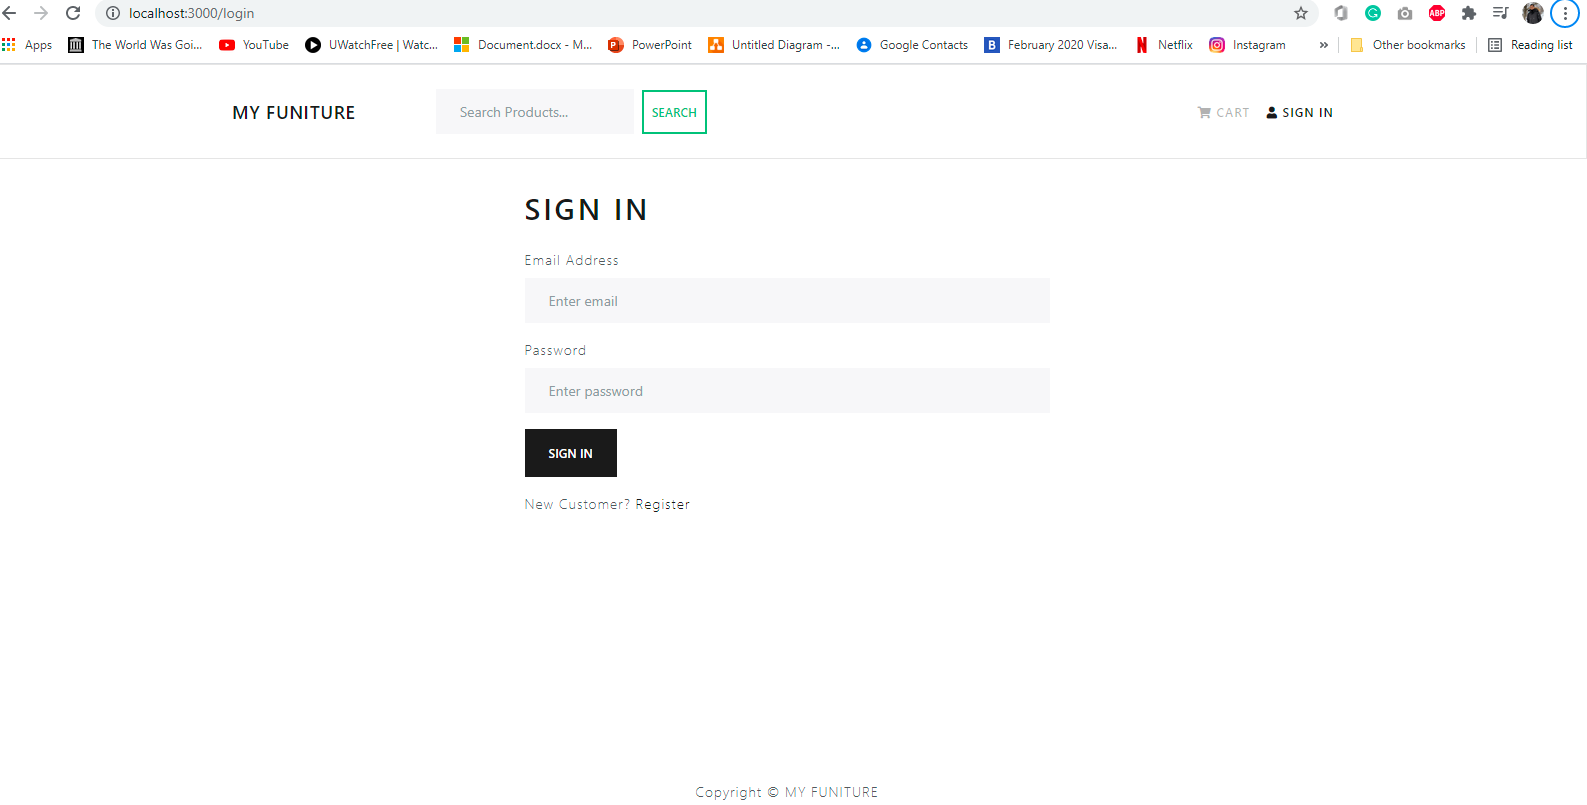 localhost:3000/login
Apps The World Was Goi... YouTube UWatchFree | Watc... Document.docx - M... PowerPoint Untitled Diagram -... Google Contacts February 2020 Visa... Netflix Instagram » Other bookmarks Reading list
MY FUNITURE Search Products... SEARCH CART SIGN IN
SIGN IN
Email Address
Enter email
Password
Enter password
SIGN IN
New Customer? Register
Copyright © MY FUNITURE